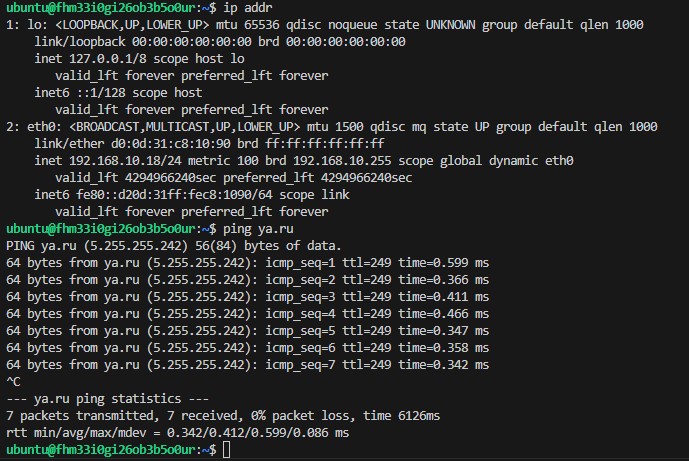 ubuntu@fhm33i0gi26ob3b5o0ur:~$ ip addr
1: lo: <LOOPBACK,UP,LOWER_UP> mtu 65536 qdisc noqueue state UNKNOWN group default qlen 1000
    link/loopback 00:00:00:00:00:00 brd 00:00:00:00:00:00
    inet 127.0.0.1/8 scope host lo
       valid_lft forever preferred_lft forever
    inet6 ::1/128 scope host
       valid_lft forever preferred_lft forever
2: eth0: <BROADCAST,MULTICAST,UP,LOWER_UP> mtu 1500 qdisc mq state UP group default qlen 1000
    link/ether d0:0d:31:c8:10:90 brd ff:ff:ff:ff:ff:ff
    inet 192.168.10.18/24 metric 100 brd 192.168.10.255 scope global dynamic eth0
       valid_lft 4294966240sec preferred_lft 4294966240sec
    inet6 fe80::d20d:31ff:fec8:1090/64 scope link
       valid_lft forever preferred_lft forever
ubuntu@fhm33i0gi26ob3b5o0ur:~$ ping ya.ru
PING ya.ru (5.255.255.242) 56(84) bytes of data.
64 bytes from ya.ru (5.255.255.242): icmp_seq=1 ttl=249 time=0.599 ms
64 bytes from ya.ru (5.255.255.242): icmp_seq=2 ttl=249 time=0.366 ms
64 bytes from ya.ru (5.255.255.242): icmp_seq=3 ttl=249 time=0.411 ms
64 bytes from ya.ru (5.255.255.242): icmp_seq=4 ttl=249 time=0.466 ms
64 bytes from ya.ru (5.255.255.242): icmp_seq=5 ttl=249 time=0.347 ms
64 bytes from ya.ru (5.255.255.242): icmp_seq=6 ttl=249 time=0.358 ms
64 bytes from ya.ru (5.255.255.242): icmp_seq=7 ttl=249 time=0.342 ms
^C
--- ya.ru ping statistics ---
7 packets transmitted, 7 received, 0% packet loss, time 6126ms
rtt min/avg/max/mdev = 0.342/0.412/0.599/0.086 ms
ubuntu@fhm33i0gi26ob3b5o0ur:~$